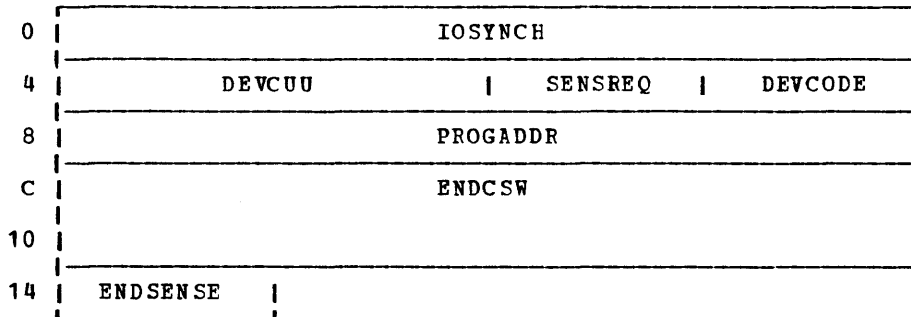 0 IOSYNCH
4 DEVCUU SENSREQ DEVCODE
8 PROGADDR
C ENDCSW
10
14 ENDSENSE